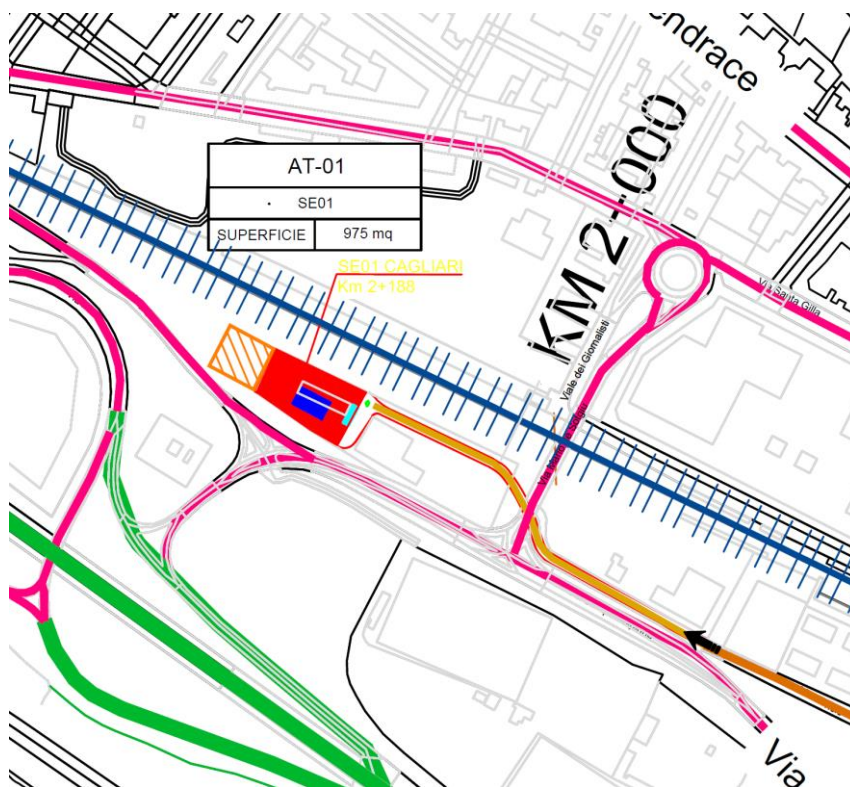 endrace
KM 2+000
AT-01
SE01
SUPERFICIE 975 mq
SE01 CAGLIARI
Km 2+188
Via Santa Gilla
Viale dei Giornalisti
Via